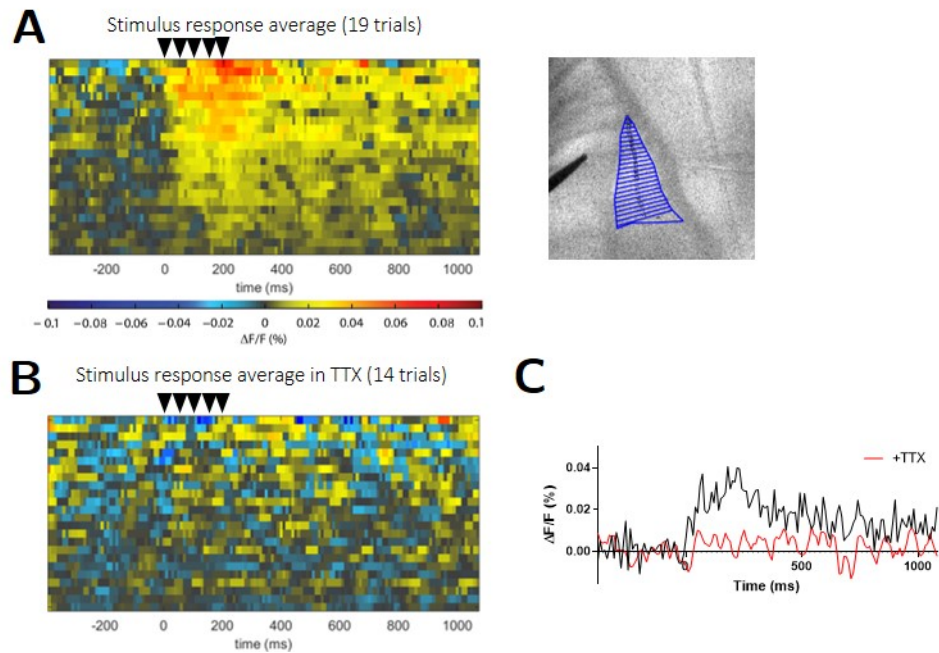 A
Stimulus response average (19 trials)
-200 0 200 400 600 800 1000
time (ms)
−0.1 −0.08 −0.06 −0.04 −0.02 0 0.02 0.04 0.06 0.08 0.1
ΔF/F (%)
B
Stimulus response average in TTX (14 trials)
-200 0 200 400 600 800 1000
time (ms)
C
+TTX
0.04
0.02
0.00
ΔF/F (%)
0 500 1000
Time (ms)